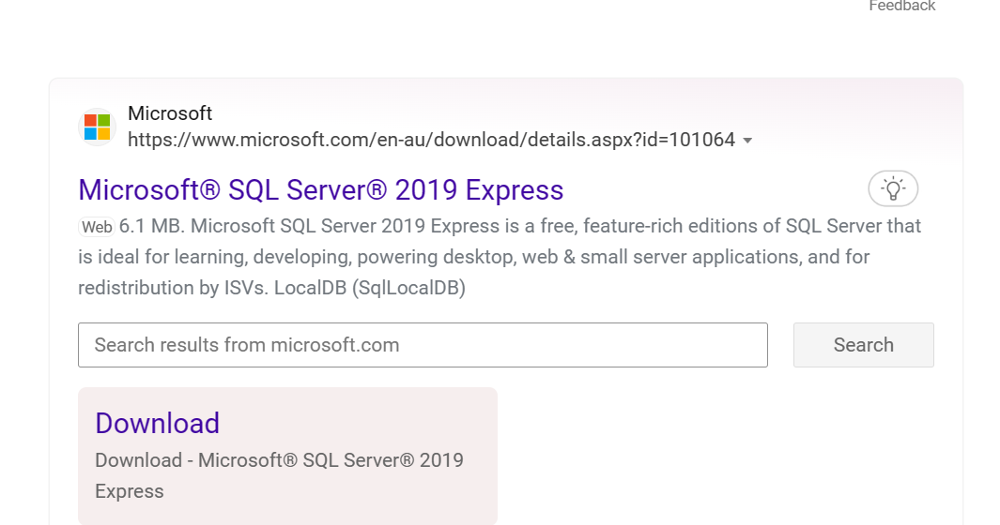 Feedback
Microsoft
https://www.microsoft.com/en-au/download/details.aspx?id=101064
Microsoft® SQL Server® 2019 Express
Web 6.1 MB. Microsoft SQL Server 2019 Express is a free, feature-rich editions of SQL Server that
is ideal for learning, developing, powering desktop, web & small server applications, and for
redistribution by ISVs. LocalDB (SqlLocalDB)
Search results from microsoft.com
Search
Download
Download - Microsoft® SQL Server® 2019
Express